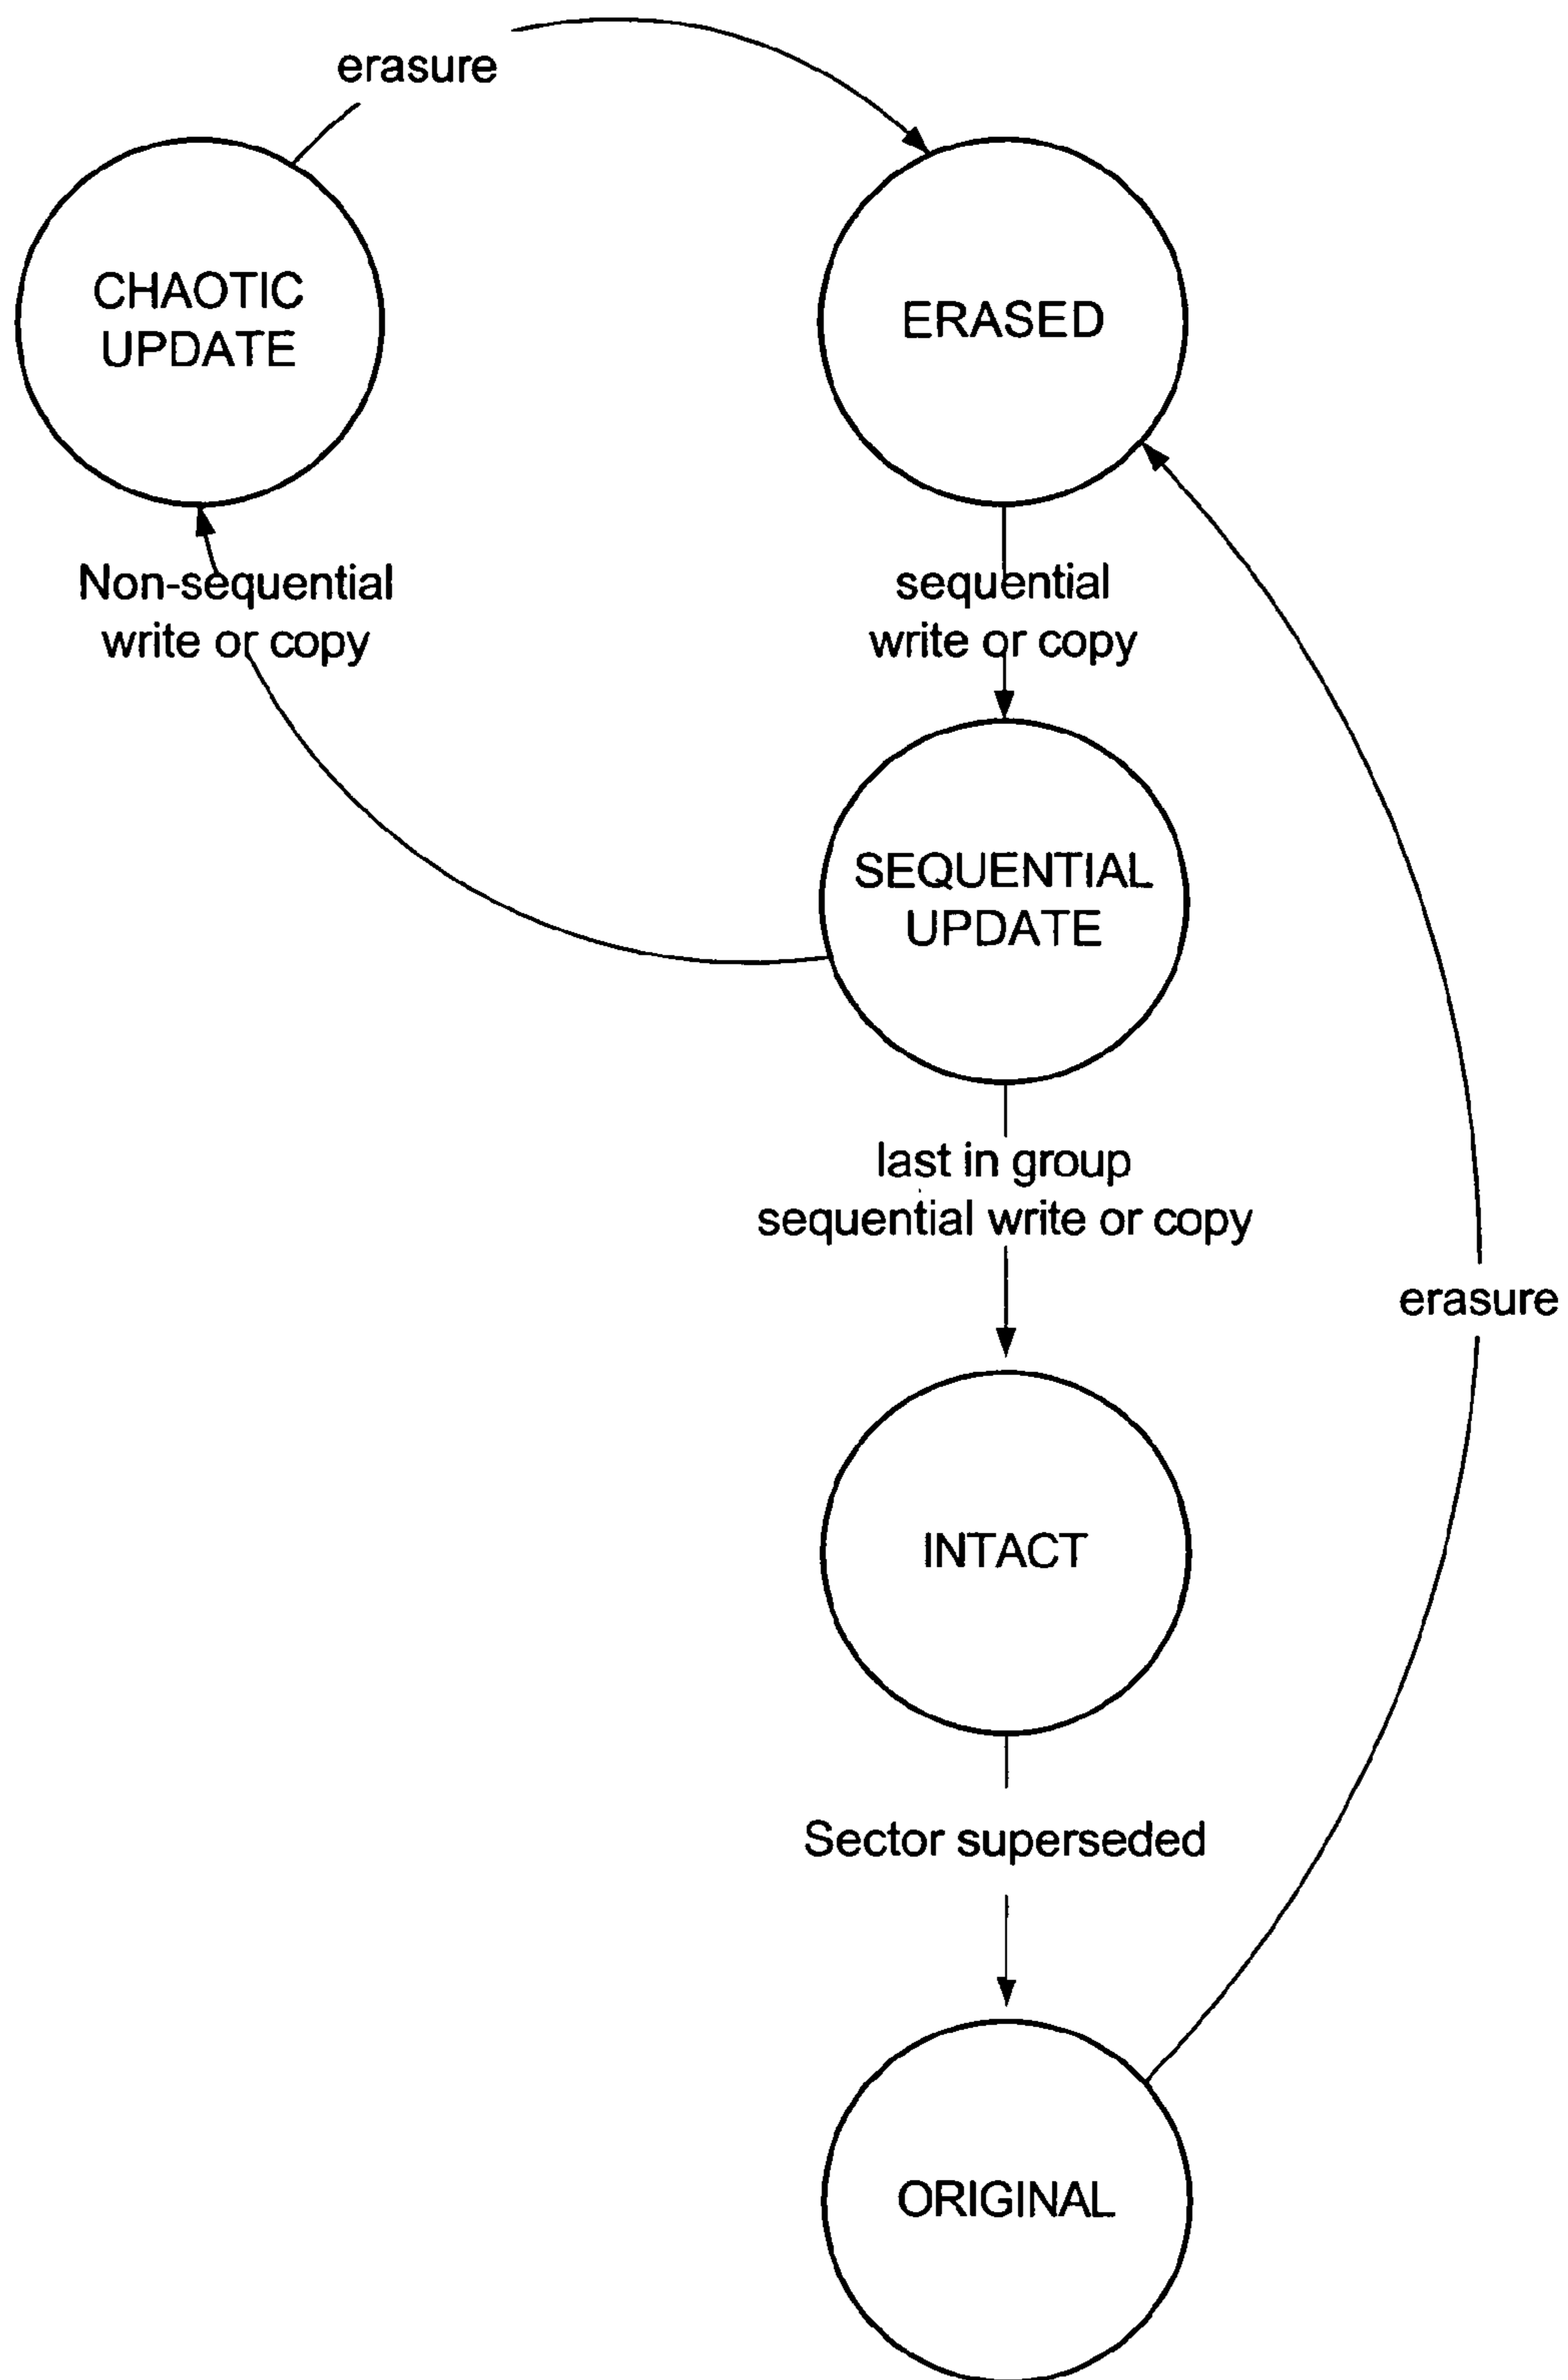 erasure
CHAOTIC
UPDATE
ERASED
Non-sequential
write or copy
sequential
write or copy
SEQUENTIAL
UPDATE
last in group
sequential write or copy
erasure
INTACT
Sector superseded
ORIGINAL